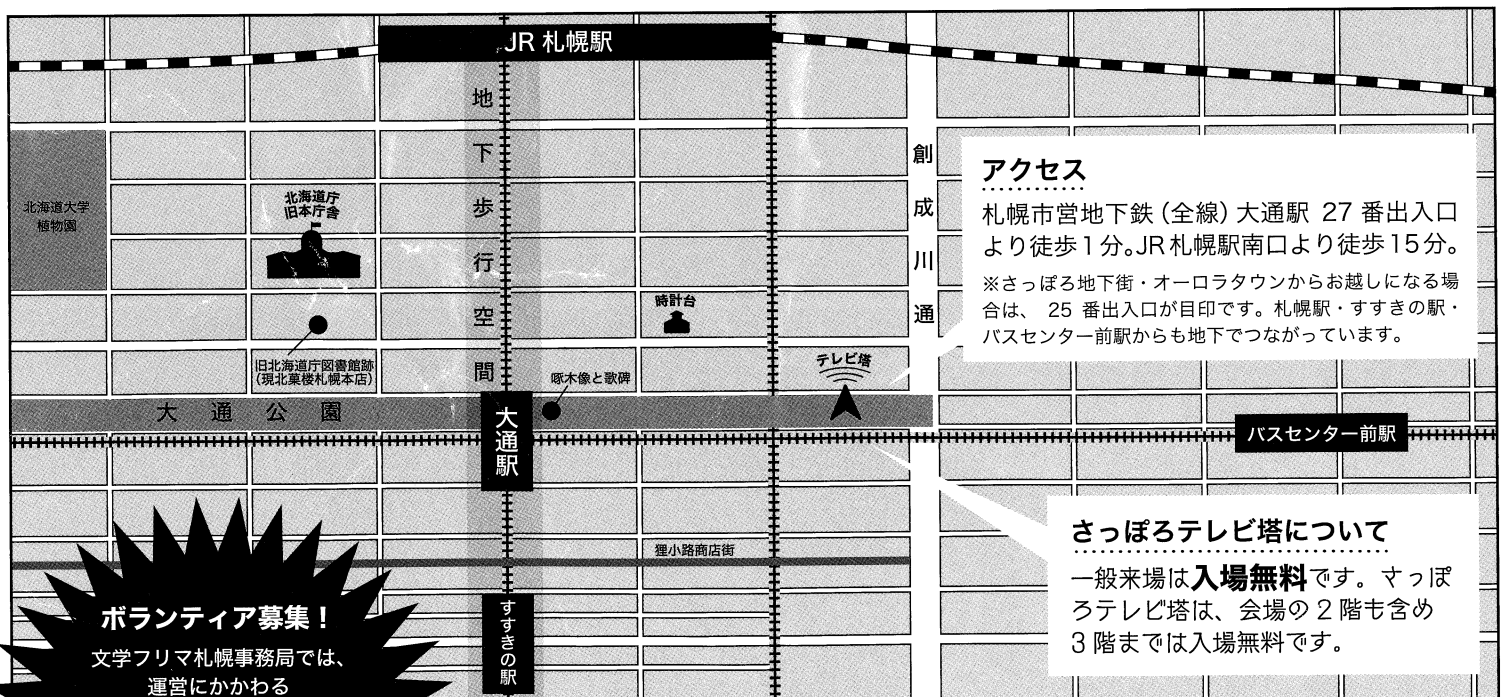 JR 札幌駅
地下歩行空間
創成川通
北海道大学
植物園
北海道庁
旧本庁舎
時計台
旧北海道庁図書館跡
(現北菓楼札幌本店)
啄木像と歌碑
テレビ塔
大通公園
大通駅
バスセンター前駅
狸小路商店街
すすきの駅
アクセス
札幌市営地下鉄（全線）大通駅 27 番出入口
より徒歩1分。JR札幌駅南口より徒歩15分。
※さっぽろ地下街・オーロラタウンからお越しになる場
合は、 25 番出入口が目印です。札幌駅・すすきの駅・
バスセンター前駅からも地下でつながっています。
さっぽろテレビ塔について
一般来場は入場無料です。さっぽ
ろテレビ塔は、会場の2階も含め
3階までは入場無料です。
ボランティア募集！
文学フリマ札幌事務局では、
運営にかかわる